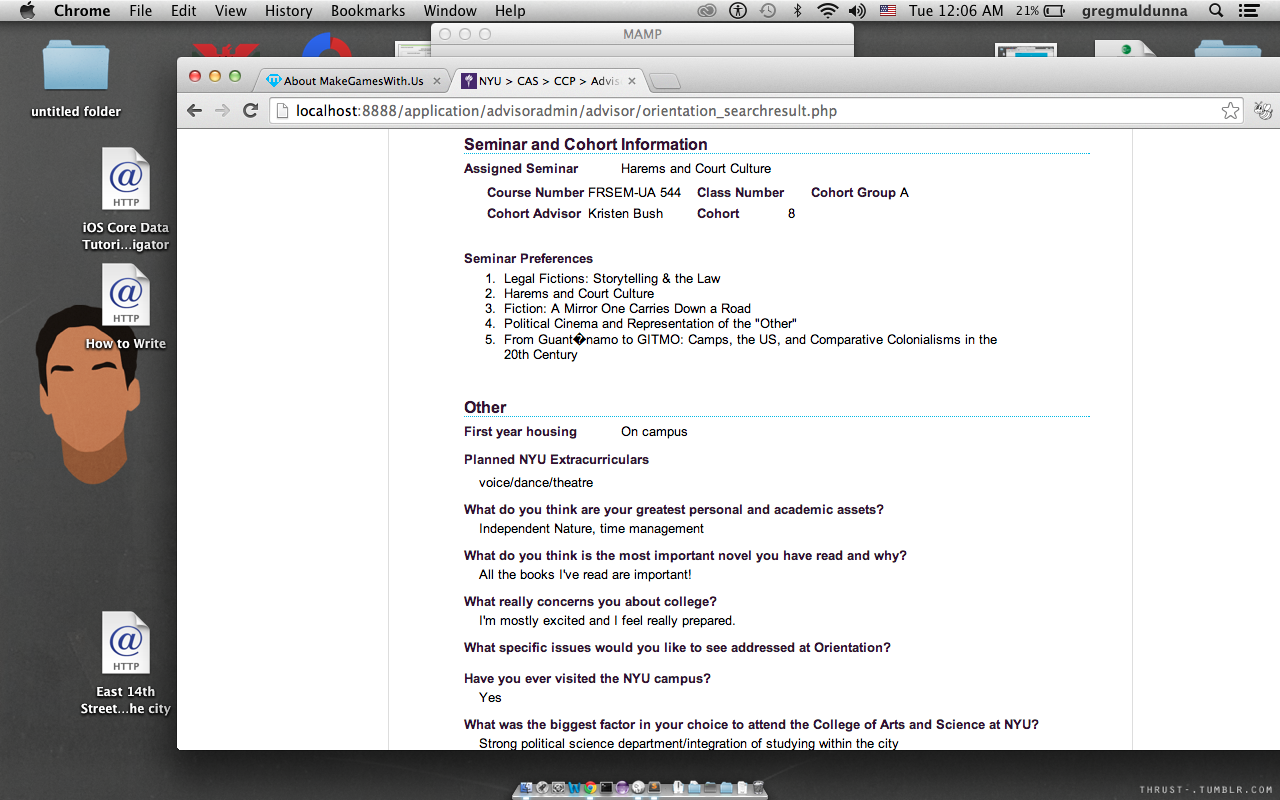 Chrome File Edit View History Bookmarks Window Help Tue 12:06 AM 21% gregmuldunna
MAMP
untitled folder
About MakeGamesWith.Us NYU > CAS > CCP > Advis
localhost:8888/application/advisoradmin/advisor/orientation_searchresult.php
HTTP
iOS Core Data
Tutori...igator
HTTP
How to Write
HTTP
East 14th
Street...he city
Seminar and Cohort Information
Assigned Seminar Harems and Court Culture
Course Number FRSEM-UA 544 Class Number Cohort Group A
Cohort Advisor Kristen Bush Cohort 8
Seminar Preferences
1. Legal Fictions: Storytelling & the Law
2. Harems and Court Culture
3. Fiction: A Mirror One Carries Down a Road
4. Political Cinema and Representation of the "Other"
5. From Guant�namo to GITMO: Camps, the US, and Comparative Colonialisms in the
20th Century
Other
First year housing On campus
Planned NYU Extracurriculars
voice/dance/theatre
What do you think are your greatest personal and academic assets?
Independent Nature, time management
What do you think is the most important novel you have read and why?
All the books I've read are important!
What really concerns you about college?
I'm mostly excited and I feel really prepared.
What specific issues would you like to see addressed at Orientation?
Have you ever visited the NYU campus?
Yes
What was the biggest factor in your choice to attend the College of Arts and Science at NYU?
Strong political science department/integration of studying within the city
THRUST-.TUMBLR.COM